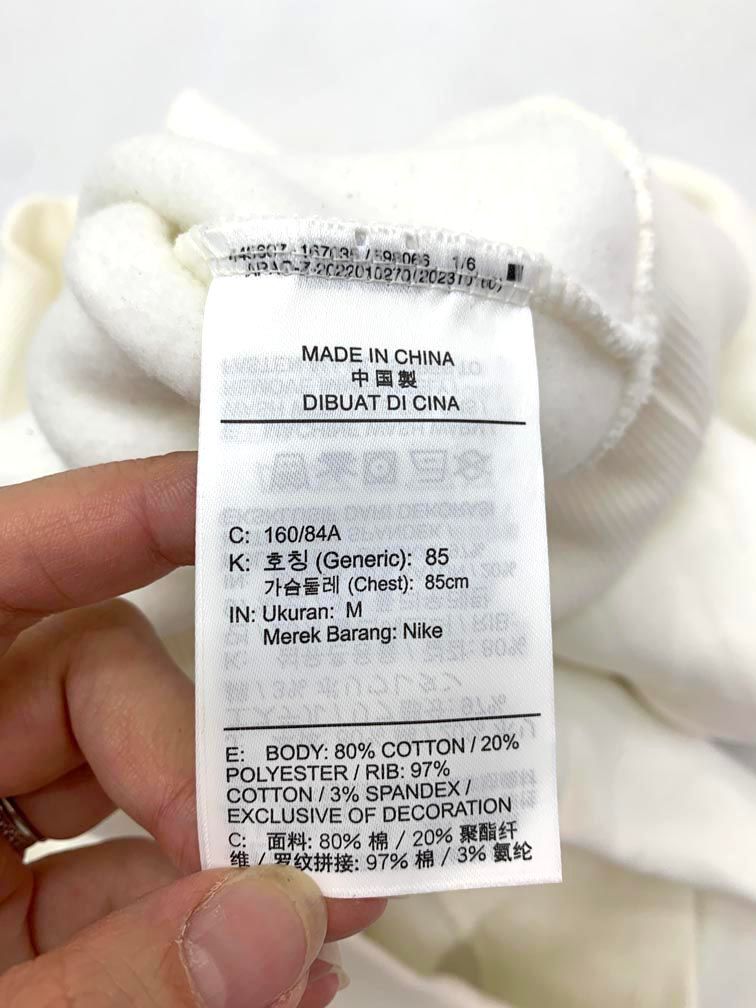 1/6
MADE IN CHINA
中国製
DIBUAT DI CINA
C: 160/84A
K: 호칭 (Generic): 85
가슴둘레 (Chest): 85cm
IN: Ukuran: M
Merek Barang: Nike
E: BODY: 80% COTTON / 20%
POLYESTER / RIB: 97%
COTTON / 3% SPANDEX /
EXCLUSIVE OF DECORATION
C: 面料: 80% 棉 / 20% 聚酯纤
维 / 罗纹拼接: 97% 棉 / 3% 氨纶